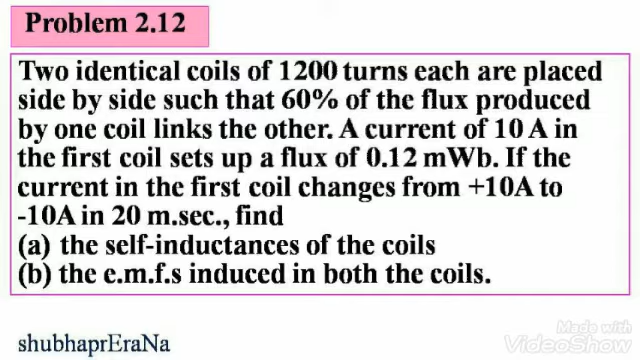 Problem 2.12
Two identical coils of 1200 turns each are placed
side by side such that 60% of the flux produced
by one coil links the other. A current of 10 A in
the first coil sets up a flux of 0.12 mWb. If the
current in the first coil changes from +10A to
-10A in 20 m.sec., find
(a) the self-inductances of the coils
(b) the e.m.f.s induced in both the coils.
shubhaprEraNa
Made with
VideoShow